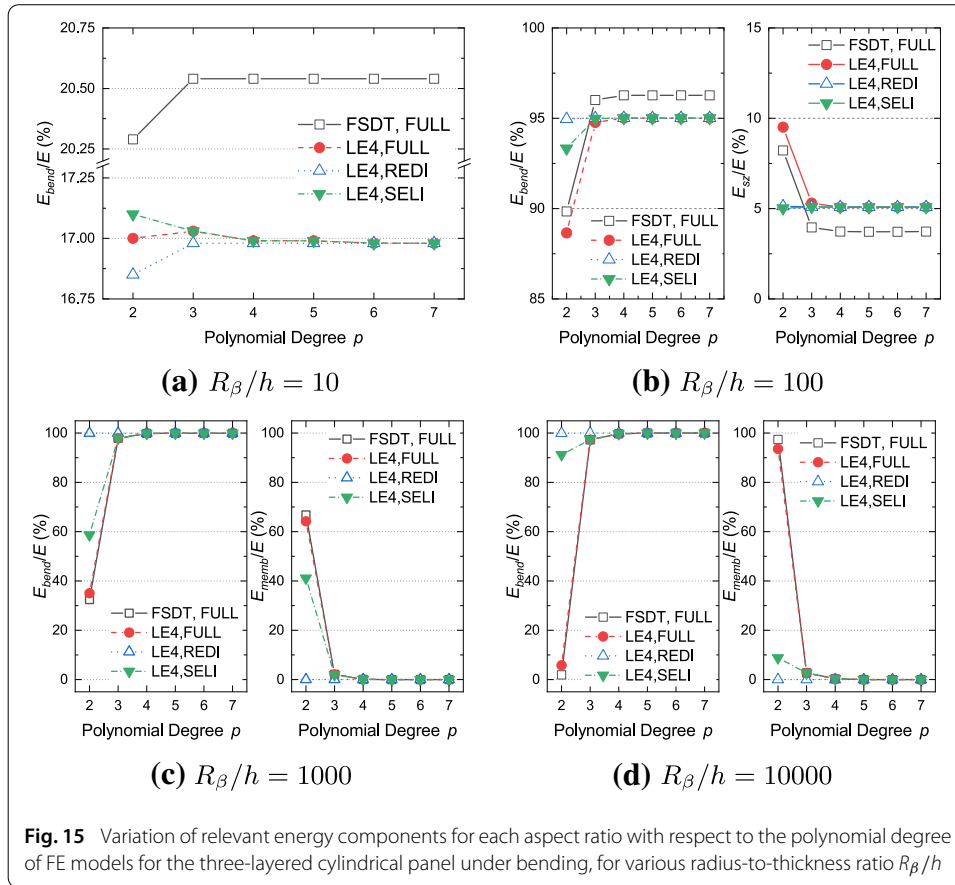 20.75
20.50
20.25
17.25
17.00
16.75
E_bend/E (%)
FSDT, FULL
LE4,FULL
LE4,REDI
LE4,SELI
2 3 4 5 6 7
Polynomial Degree p
(a) R_β/h = 10
100
95
90
85
E_bend/E (%)
FSDT, FULL
LE4,FULL
LE4,REDI
LE4,SELI
2 3 4 5 6 7
Polynomial Degree p
15
10
5
0
E_sz/E (%)
FSDT, FULL
LE4,FULL
LE4,REDI
LE4,SELI
2 3 4 5 6 7
Polynomial Degree p
(b) R_β/h = 100
100
80
60
40
20
0
E_bend/E (%)
FSDT, FULL
LE4,FULL
LE4,REDI
LE4,SELI
2 3 4 5 6 7
Polynomial Degree p
100
80
60
40
20
0
E_memb/E (%)
FSDT, FULL
LE4,FULL
LE4,REDI
LE4,SELI
2 3 4 5 6 7
Polynomial Degree p
(c) R_β/h = 1000
100
80
60
40
20
0
E_bend/E (%)
FSDT, FULL
LE4,FULL
LE4,REDI
LE4,SELI
2 3 4 5 6 7
Polynomial Degree p
100
80
60
40
20
0
E_memb/E (%)
FSDT, FULL
LE4,FULL
LE4,REDI
LE4,SELI
2 3 4 5 6 7
Polynomial Degree p
(d) R_β/h = 10000
Fig. 15 Variation of relevant energy components for each aspect ratio with respect to the polynomial degree
of FE models for the three-layered cylindrical panel under bending, for various radius-to-thickness ratio R_β/h